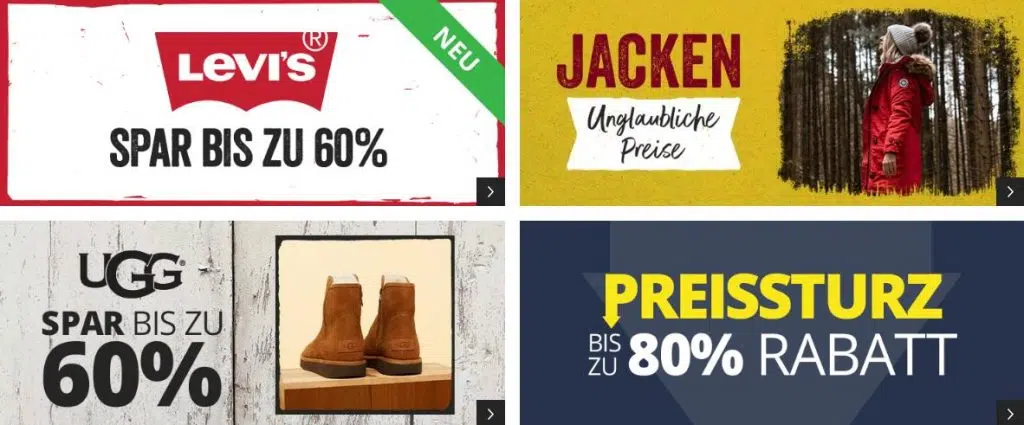 LEVI'S®
NEU
SPAR BIS ZU 60%
JACKEN
Unglaubliche
Preise
UGG®
SPAR BIS ZU
60%
PREISSTURZ
BIS
ZU 80% RABATT